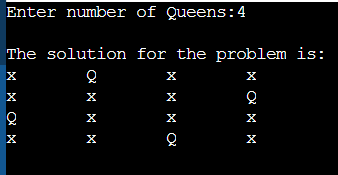 Enter number of Queens:4
The solution for the problem is:
x Q x x
x x x Q
Q x x x
x x Q x